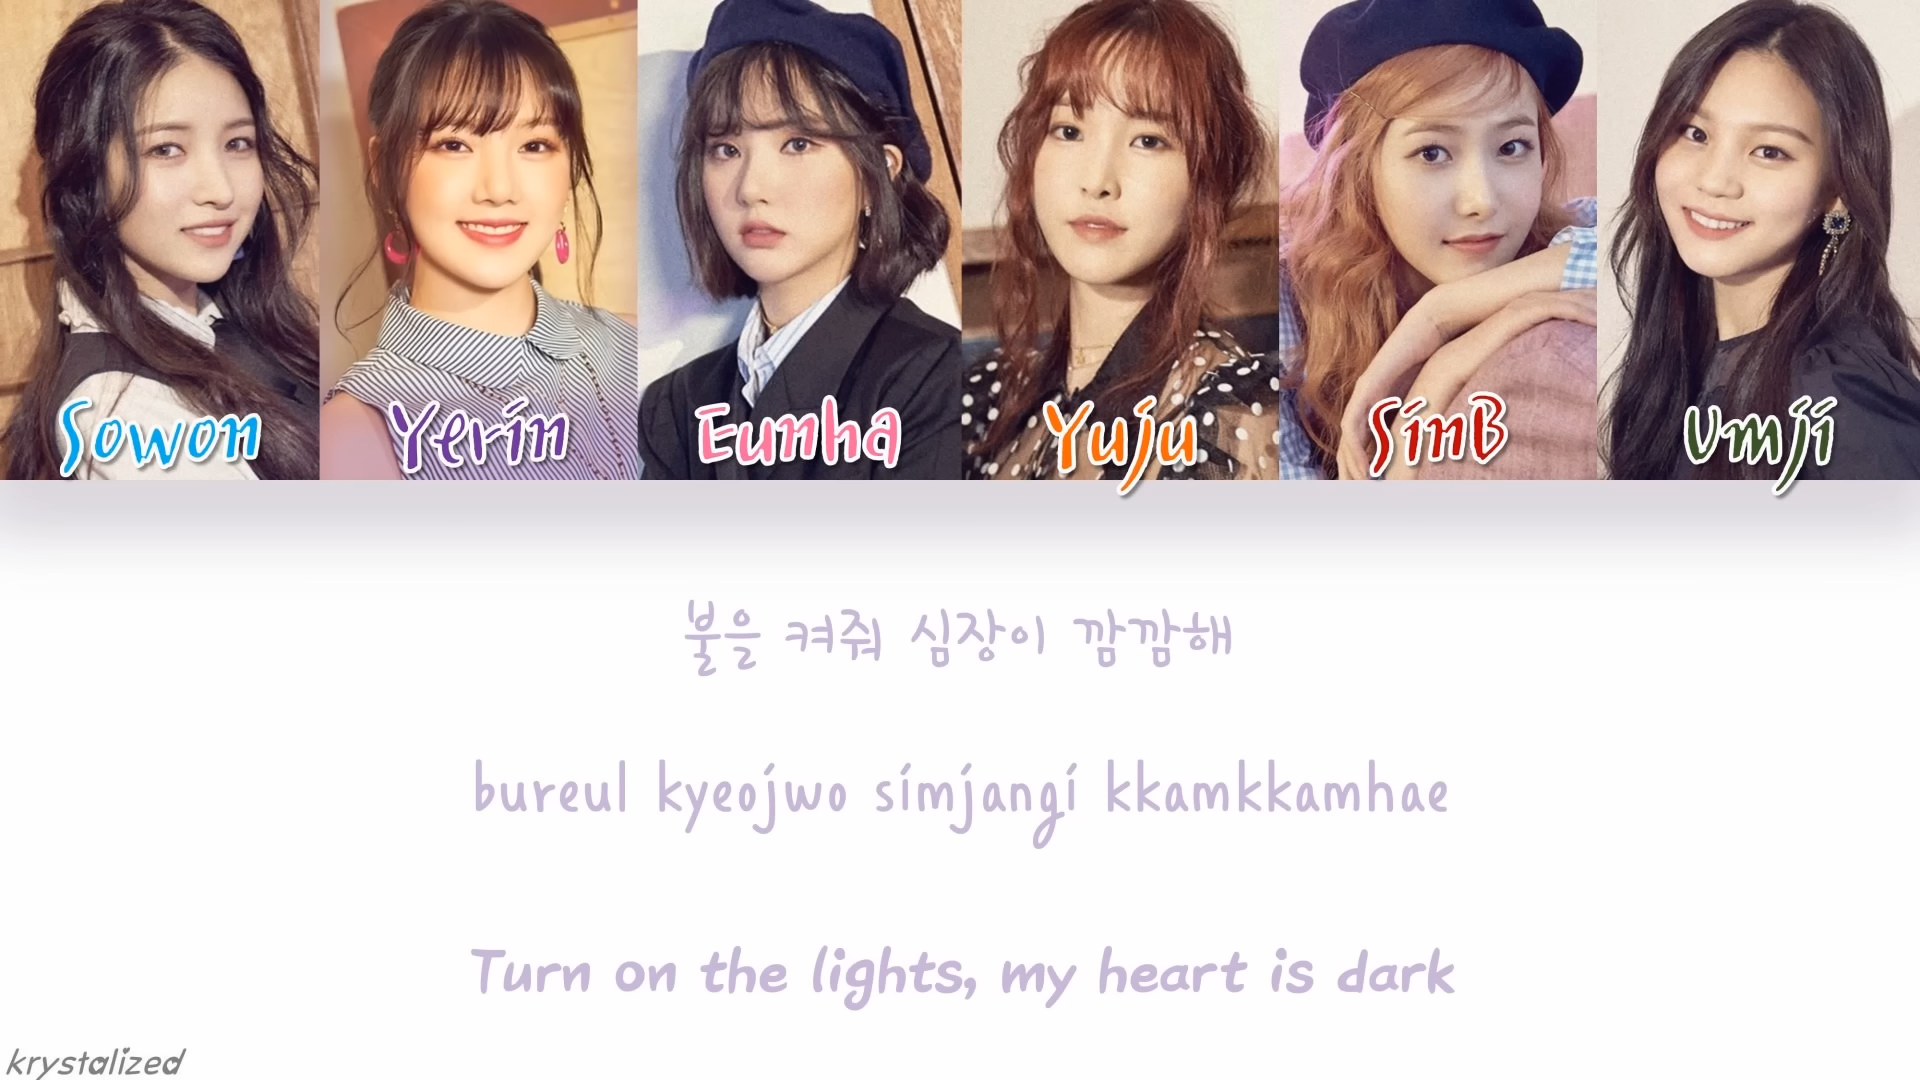 Sowon Yerin Eunha Yuju SinB Umji
불을 켜줘 심장이 깜깜해
bureul kyeojwo simjangi kkamkkamhae
Turn on the lights, my heart is dark
krystalized